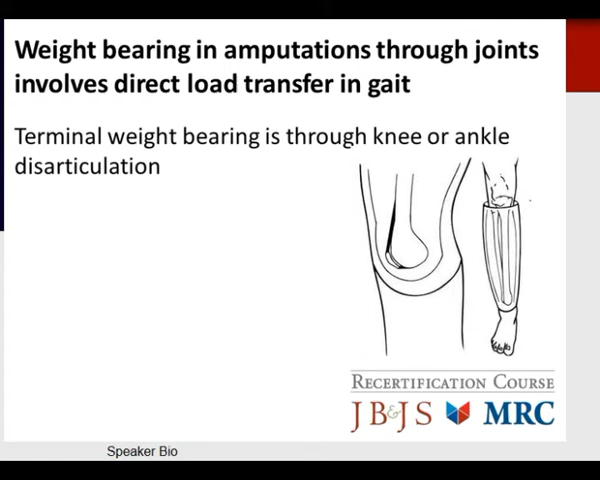 Weight bearing in amputations through joints
involves direct load transfer in gait
Terminal weight bearing is through knee or ankle
disarticulation
RECERTIFICATION COURSE
JB&JS MRC
Speaker Bio